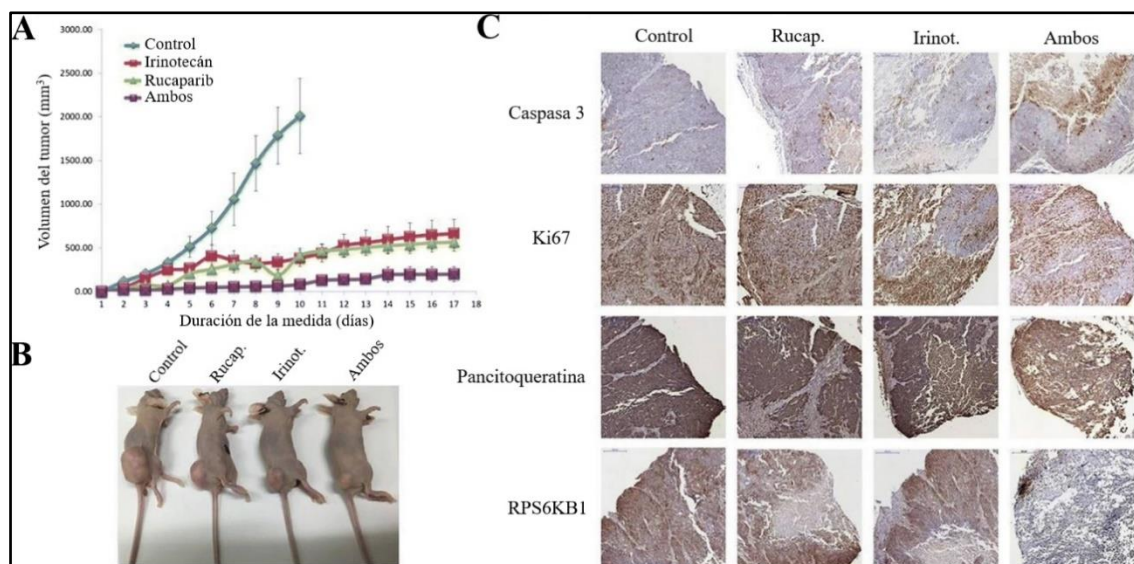 A
3000.00
2500.00
2000.00
1500.00
1000.00
500.00
0.00
Volumen del tumor (mm³)
Control
Irinotecán
Rucaparib
Ambos
1 2 3 4 5 6 7 8 9 10 11 12 13 14 15 16 17 18
Duración de la medida (días)
B
Control
Rucap.
Irinot.
Ambos
C
Control Rucap. Irinot. Ambos
Caspasa 3
Ki67
Pancitoqueratina
RPS6KB1